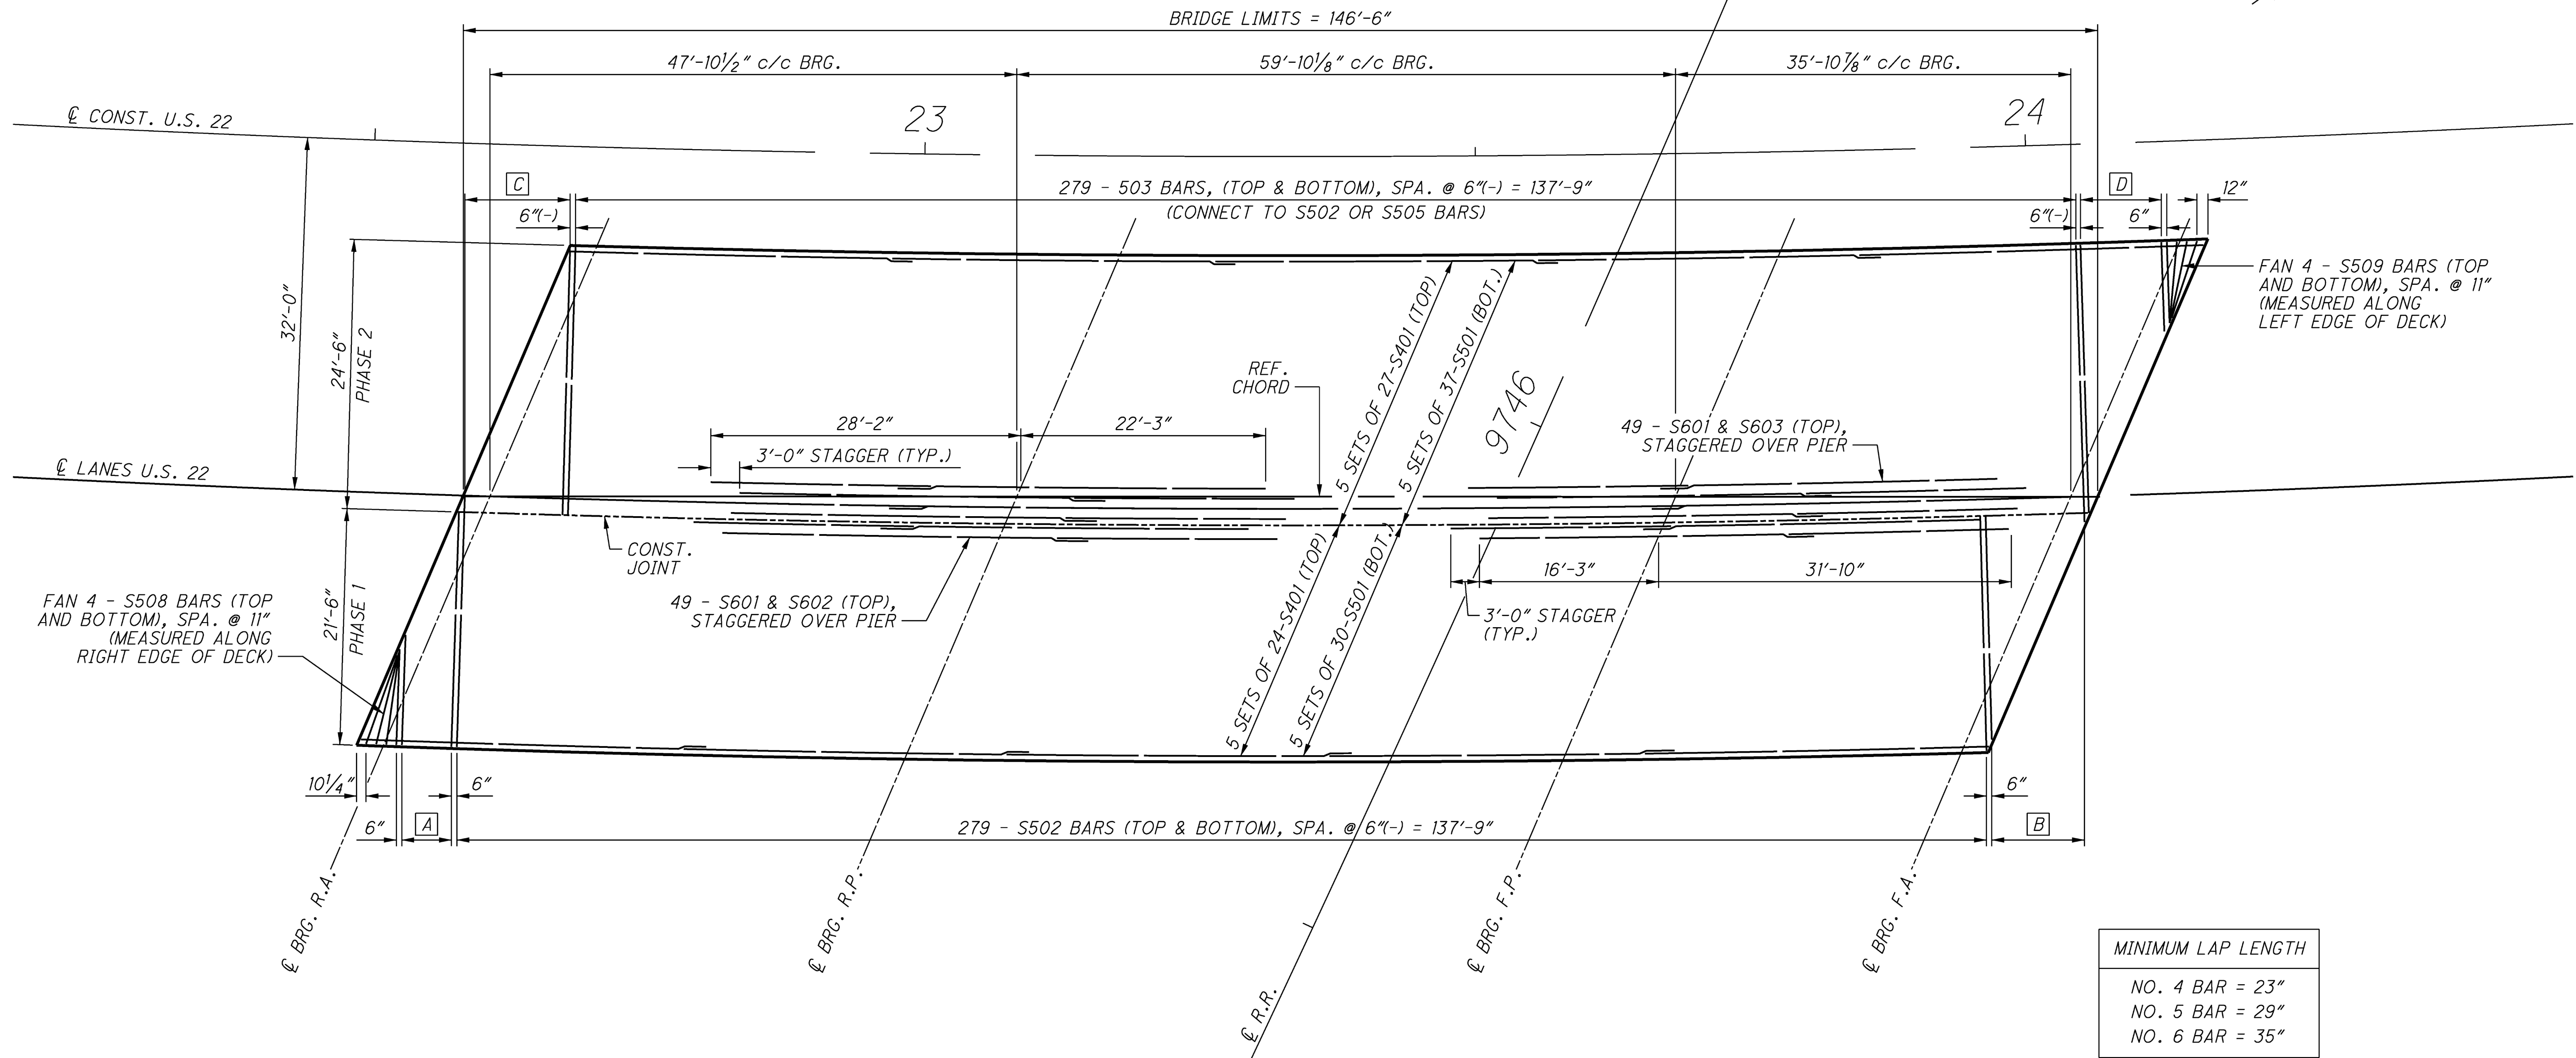 BRIDGE LIMITS = 146'-6"
47'-10½" c/c BRG.
59'-10⅛" c/c BRG.
35'-10⅞" c/c BRG.
℄ CONST. U.S. 22
23
24
C
279 - 503 BARS, (TOP & BOTTOM), SPA. @ 6"(-) = 137'-9"
(CONNECT TO S502 OR S505 BARS)
D
12"
6"(-)
6"(-)
6"
32'-0"
24'-6"
PHASE 2
FAN 4 - S509 BARS (TOP
AND BOTTOM), SPA. @ 11"
(MEASURED ALONG
LEFT EDGE OF DECK)
5 SETS OF 27-S401 (TOP)
5 SETS OF 37-S501 (BOT.)
REF.
CHORD
9746
28'-2"
22'-3"
3'-0" STAGGER (TYP.)
49 - S601 & S603 (TOP),
STAGGERED OVER PIER
℄ LANES U.S. 22
CONST.
JOINT
21'-6"
PHASE 1
FAN 4 - S508 BARS (TOP
AND BOTTOM), SPA. @ 11"
(MEASURED ALONG
RIGHT EDGE OF DECK)
49 - S601 & S602 (TOP),
STAGGERED OVER PIER
5 SETS OF 24-S401 (TOP)
5 SETS OF 30-S501 (BOT.)
16'-3"
31'-10"
3'-0" STAGGER
(TYP.)
10¼"
6"
6"
A
6"
279 - S502 BARS (TOP & BOTTOM), SPA. @ 6"(-) = 137'-9"
B
℄ BRG. R.A.
℄ BRG. R.P.
℄ R.R.
℄ BRG. F.P.
℄ BRG. F.A.
MINIMUM LAP LENGTH
NO. 4 BAR = 23"
NO. 5 BAR = 29"
NO. 6 BAR = 35"